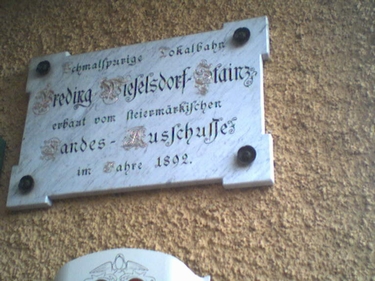 Schmalspurige Lokalbahn
Preding-Wieselsdorf-Stainz
erbaut vom steiermärkischen
Landes-Ausschusse
im Jahre 1892.